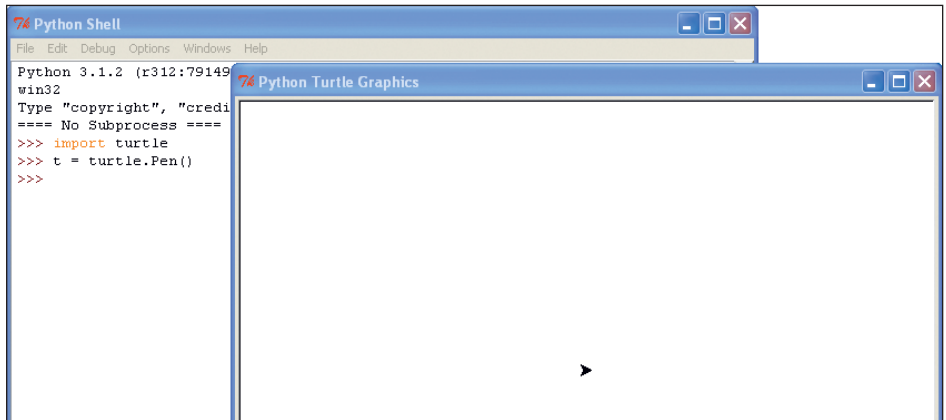 Python Shell
File Edit Debug Options Windows Help
Python 3.1.2 (r312:79149
win32
Type "copyright", "credi
==== No Subprocess ====
>>> import turtle
>>> t = turtle.Pen()
>>>
Python Turtle Graphics